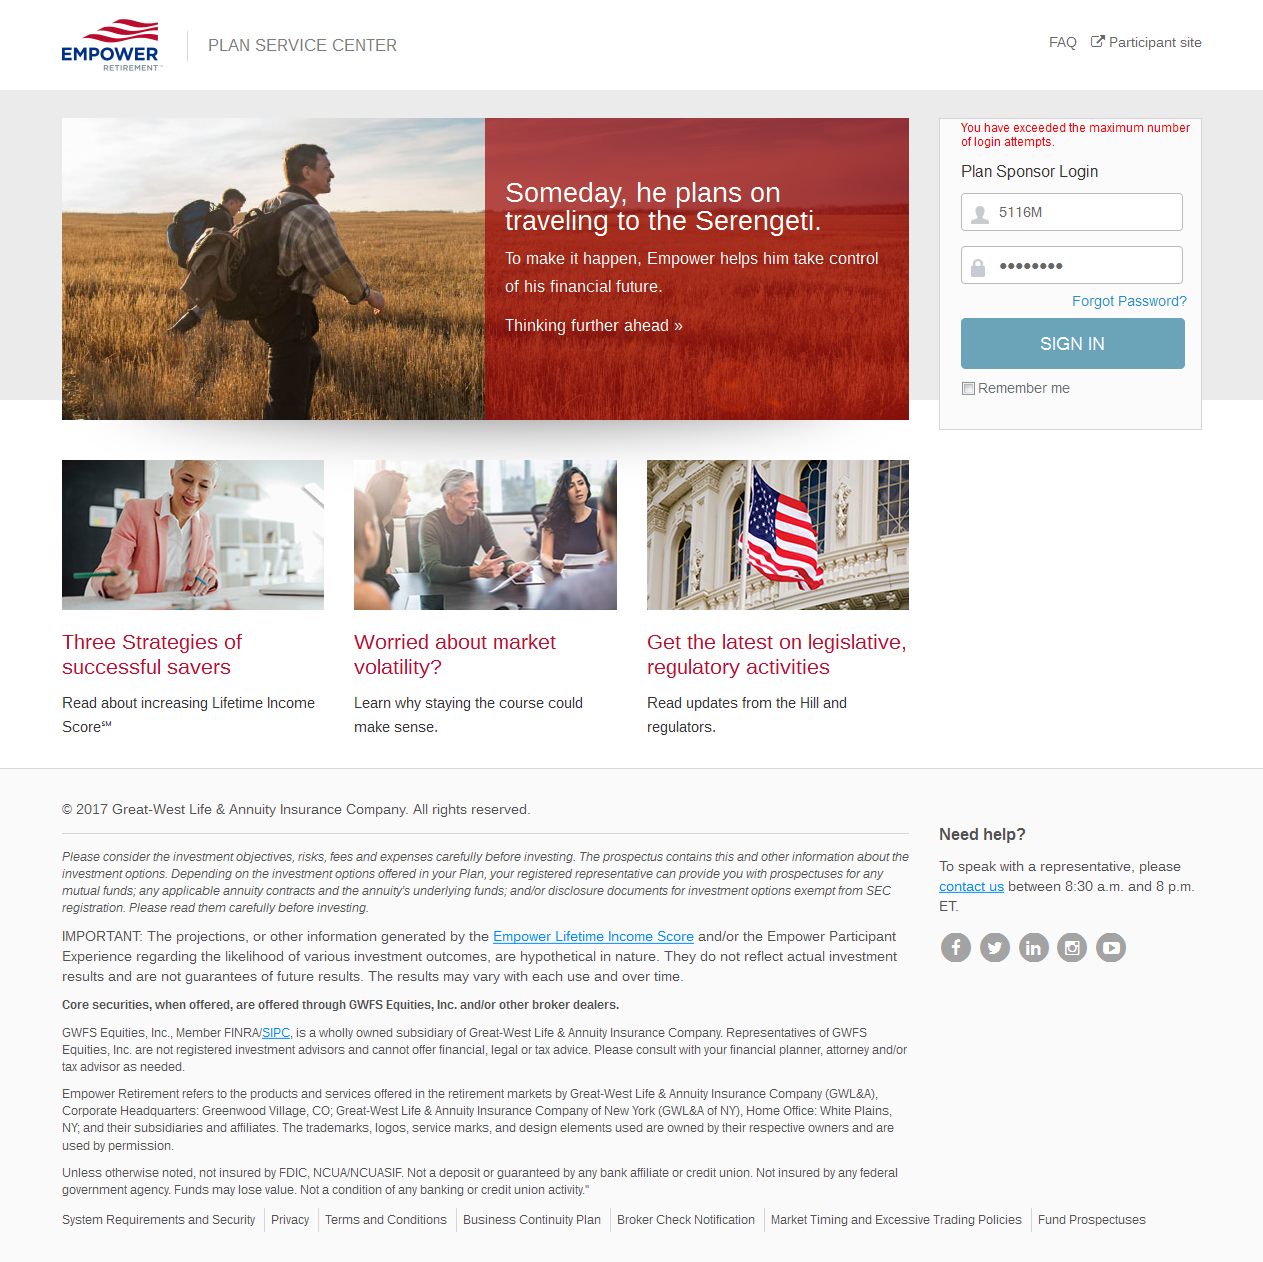 EMPOWER
RETIREMENT™
PLAN SERVICE CENTER
FAQ Participant site
Someday, he plans on
traveling to the Serengeti.
To make it happen, Empower helps him take control
of his financial future.
Thinking further ahead »
You have exceeded the maximum number
of login attempts.
Plan Sponsor Login
5116M
●●●●●●●●
Forgot Password?
SIGN IN
Remember me
Three Strategies of
successful savers
Read about increasing Lifetime Income
Score℠
Worried about market
volatility?
Learn why staying the course could
make sense.
Get the latest on legislative,
regulatory activities
Read updates from the Hill and
regulators.
© 2017 Great-West Life & Annuity Insurance Company. All rights reserved.
Please consider the investment objectives, risks, fees and expenses carefully before investing. The prospectus contains this and other information about the
investment options. Depending on the investment options offered in your Plan, your registered representative can provide you with prospectuses for any
mutual funds; any applicable annuity contracts and the annuity's underlying funds; and/or disclosure documents for investment options exempt from SEC
registration. Please read them carefully before investing.
IMPORTANT: The projections, or other information generated by the Empower Lifetime Income Score and/or the Empower Participant
Experience regarding the likelihood of various investment outcomes, are hypothetical in nature. They do not reflect actual investment
results and are not guarantees of future results. The results may vary with each use and over time.
Core securities, when offered, are offered through GWFS Equities, Inc. and/or other broker dealers.
GWFS Equities, Inc., Member FINRA/SIPC, is a wholly owned subsidiary of Great-West Life & Annuity Insurance Company. Representatives of GWFS
Equities, Inc. are not registered investment advisors and cannot offer financial, legal or tax advice. Please consult with your financial planner, attorney and/or
tax advisor as needed.
Empower Retirement refers to the products and services offered in the retirement markets by Great-West Life & Annuity Insurance Company (GWL&A),
Corporate Headquarters: Greenwood Village, CO; Great-West Life & Annuity Insurance Company of New York (GWL&A of NY), Home Office: White Plains,
NY; and their subsidiaries and affiliates. The trademarks, logos, service marks, and design elements used are owned by their respective owners and are
used by permission.
Unless otherwise noted, not insured by FDIC, NCUA/NCUASIF. Not a deposit or guaranteed by any bank affiliate or credit union. Not insured by any federal
government agency. Funds may lose value. Not a condition of any banking or credit union activity."
Need help?
To speak with a representative, please
contact us between 8:30 a.m. and 8 p.m.
ET.
System Requirements and Security Privacy Terms and Conditions Business Continuity Plan Broker Check Notification Market Timing and Excessive Trading Policies Fund Prospectuses